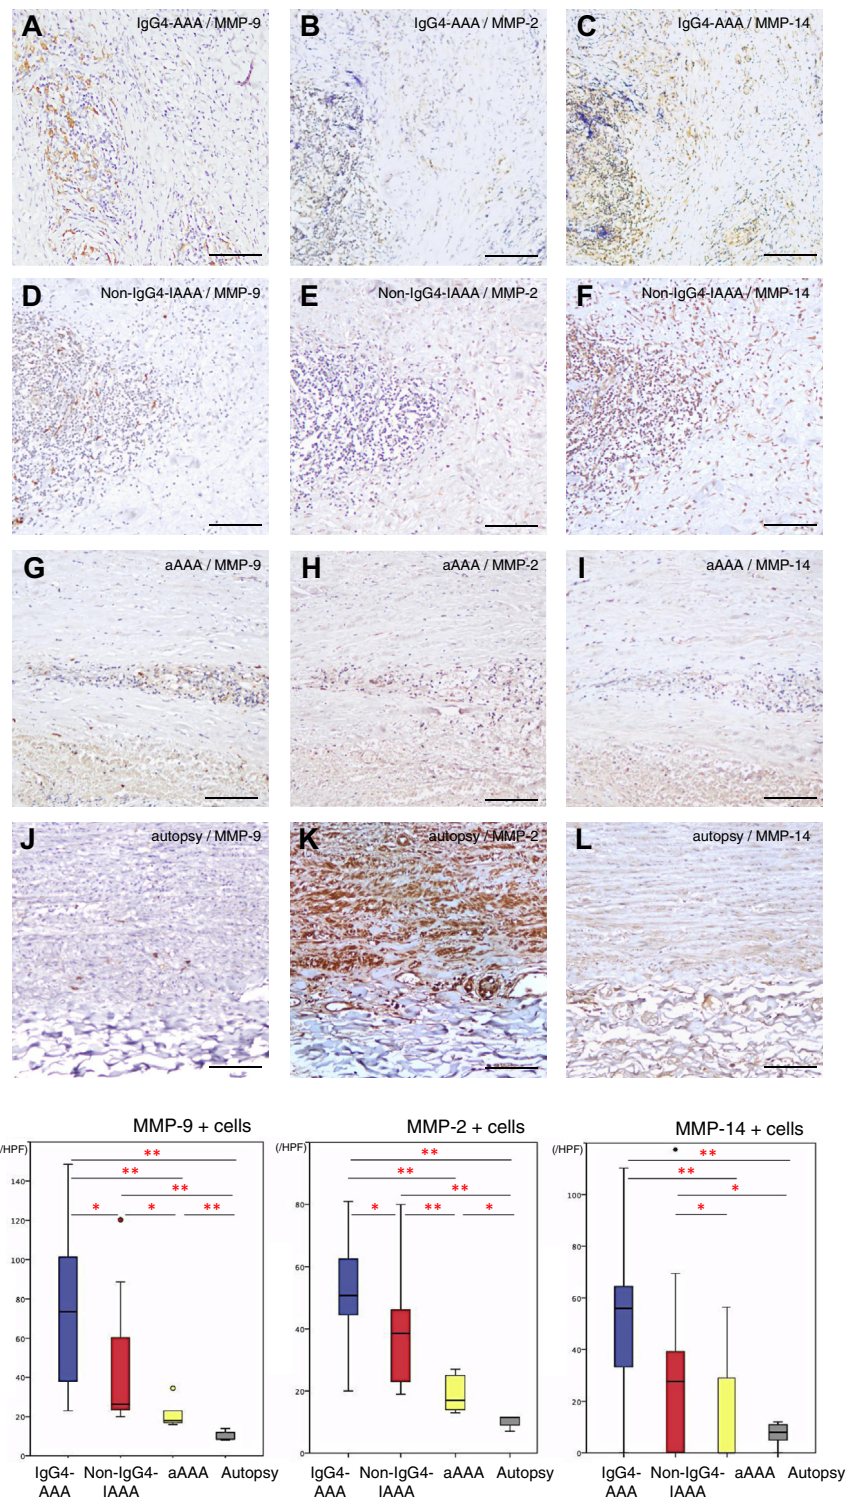 A IgG4-AAA / MMP-9
B IgG4-AAA / MMP-2
C IgG4-AAA / MMP-14
D Non-IgG4-IAAA / MMP-9
E Non-IgG4-IAAA / MMP-2
F Non-IgG4-IAAA / MMP-14
G aAAA / MMP-9
H aAAA / MMP-2
I aAAA / MMP-14
J autopsy / MMP-9
K autopsy / MMP-2
L autopsy / MMP-14
MMP-9 + cells
(/HPF)
**
**
**
* * **
140
120
100
80
60
40
20
0
IgG4-AAA Non-IgG4-IAAA aAAA Autopsy
MMP-2 + cells
(/HPF)
**
**
**
* ** *
80
60
40
20
0
IgG4-AAA Non-IgG4-IAAA aAAA Autopsy
MMP-14 + cells
(/HPF)
**
**
*
*
100
80
60
40
20
0
IgG4-AAA Non-IgG4-IAAA aAAA Autopsy